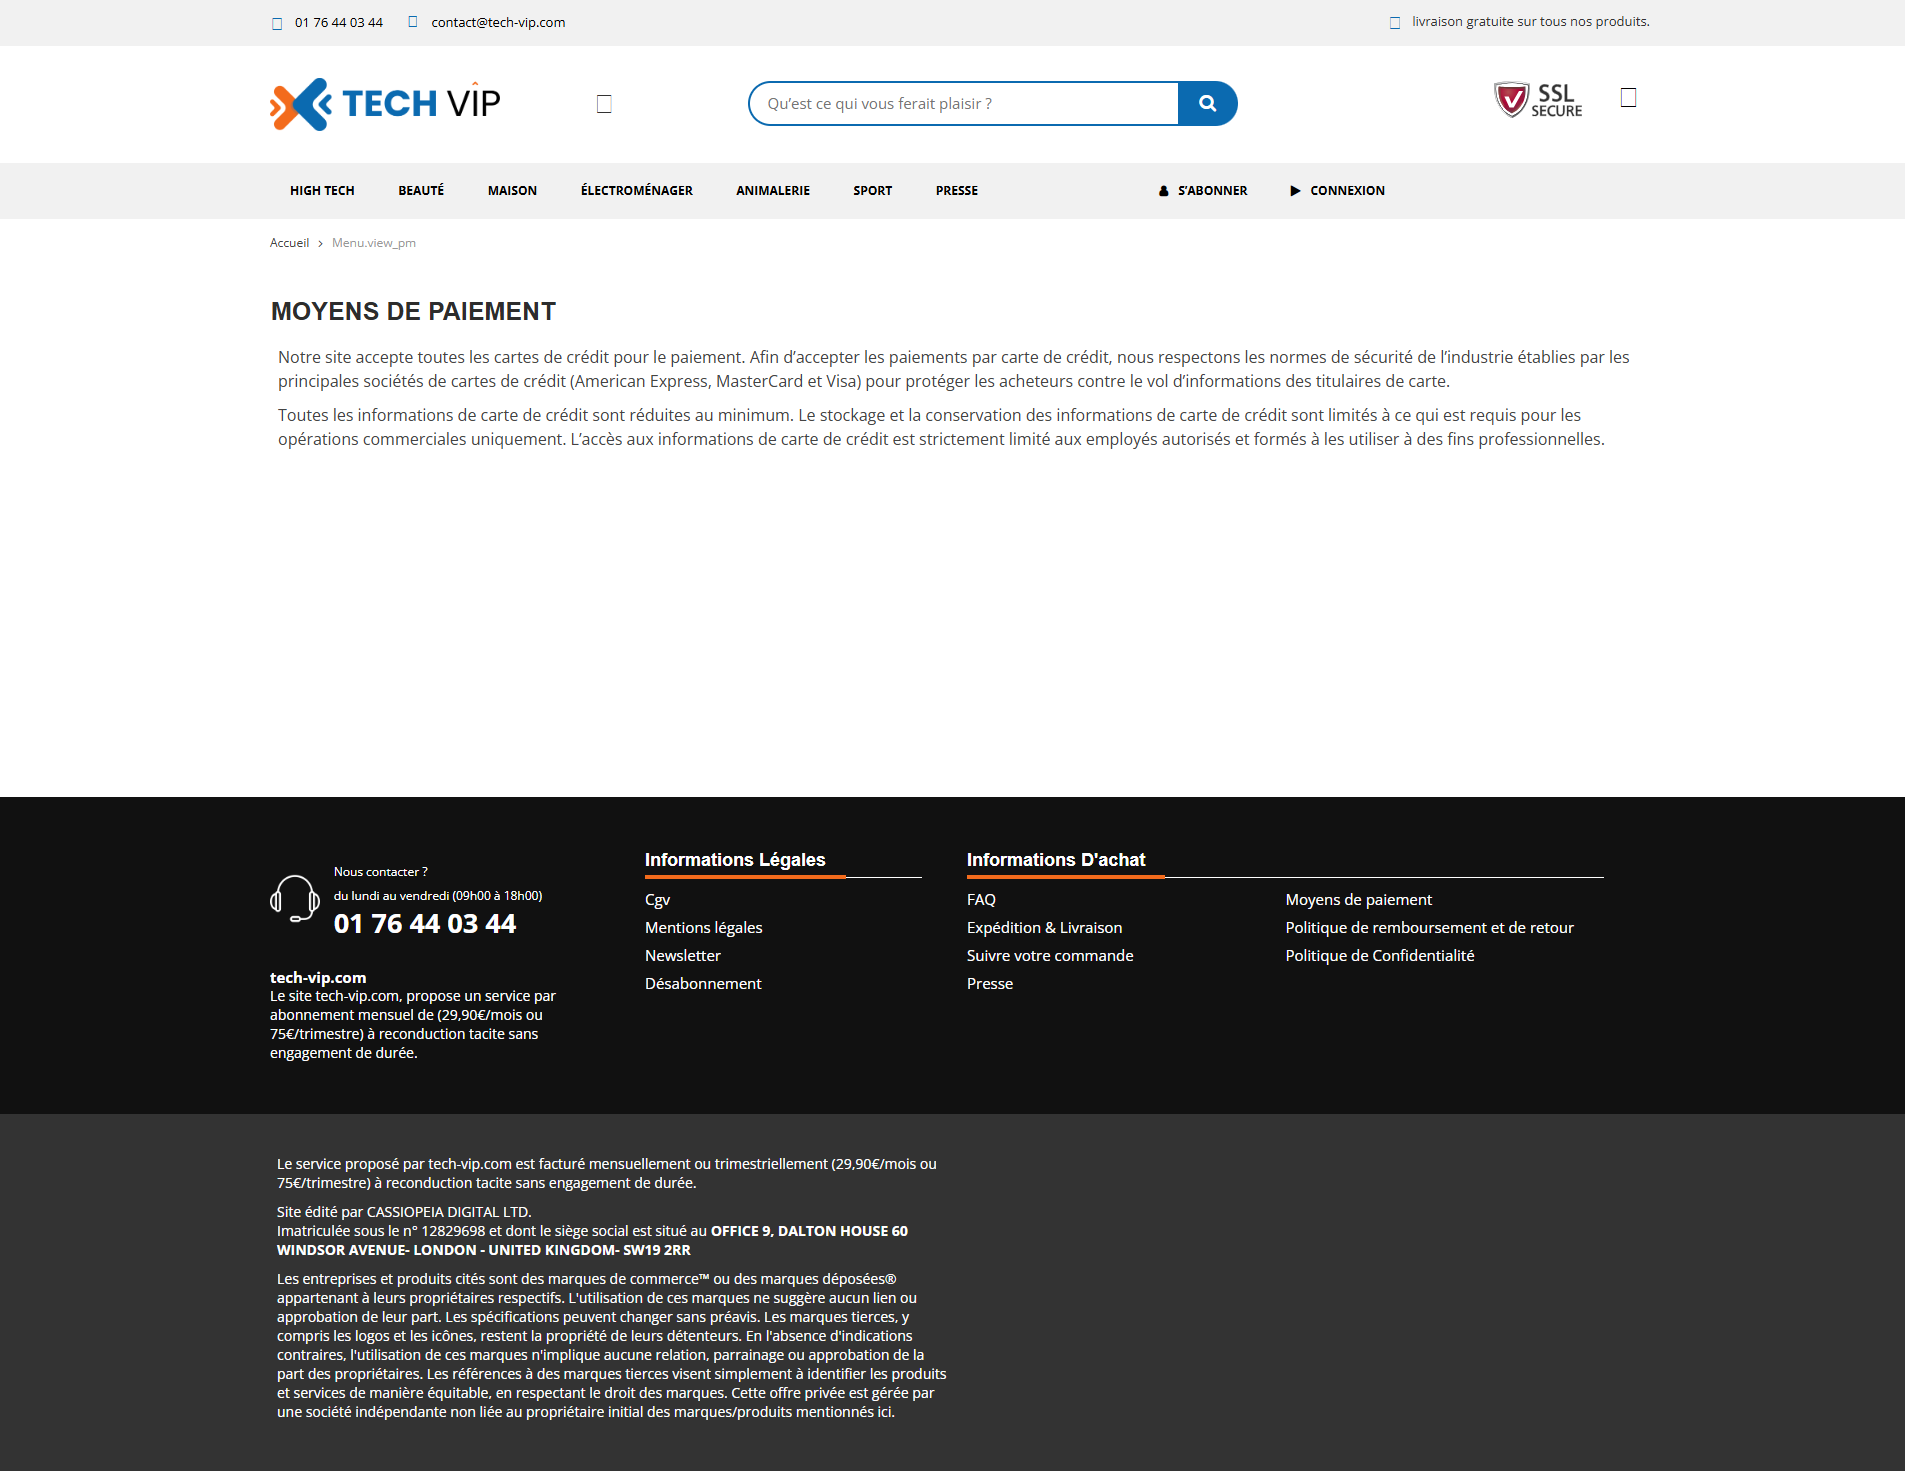 01 76 44 03 44
contact@tech-vip.com
livraison gratuite sur tous nos produits.
TECH VIP
Qu’est ce qui vous ferait plaisir ?
SSL
SECURE
HIGH TECH
BEAUTÉ
MAISON
ÉLECTROMÉNAGER
ANIMALERIE
SPORT
PRESSE
S’ABONNER
CONNEXION
Accueil > Menu.view_pm
MOYENS DE PAIEMENT
Notre site accepte toutes les cartes de crédit pour le paiement. Afin d’accepter les paiements par carte de crédit, nous respectons les normes de sécurité de l’industrie établies par les
principales sociétés de cartes de crédit (American Express, MasterCard et Visa) pour protéger les acheteurs contre le vol d’informations des titulaires de carte.
Toutes les informations de carte de crédit sont réduites au minimum. Le stockage et la conservation des informations de carte de crédit sont limités à ce qui est requis pour les
opérations commerciales uniquement. L’accès aux informations de carte de crédit est strictement limité aux employés autorisés et formés à les utiliser à des fins professionnelles.
Nous contacter ?
du lundi au vendredi (09h00 à 18h00)
01 76 44 03 44
tech-vip.com
Le site tech-vip.com, propose un service par
abonnement mensuel de (29,90€/mois ou
75€/trimestre) à reconduction tacite sans
engagement de durée.
Informations Légales
Cgv
Mentions légales
Newsletter
Désabonnement
Informations D'achat
FAQ
Expédition & Livraison
Suivre votre commande
Presse
Moyens de paiement
Politique de remboursement et de retour
Politique de Confidentialité
Le service proposé par tech-vip.com est facturé mensuellement ou trimestriellement (29,90€/mois ou
75€/trimestre) à reconduction tacite sans engagement de durée.
Site édité par CASSIOPEIA DIGITAL LTD.
Imatriculée sous le n° 12829698 et dont le siège social est situé au OFFICE 9, DALTON HOUSE 60
WINDSOR AVENUE- LONDON - UNITED KINGDOM- SW19 2RR
Les entreprises et produits cités sont des marques de commerce™ ou des marques déposées®
appartenant à leurs propriétaires respectifs. L'utilisation de ces marques ne suggère aucun lien ou
approbation de leur part. Les spécifications peuvent changer sans préavis. Les marques tierces, y
compris les logos et les icônes, restent la propriété de leurs détenteurs. En l'absence d'indications
contraires, l'utilisation de ces marques n'implique aucune relation, parrainage ou approbation de la
part des propriétaires. Les références à des marques tierces visent simplement à identifier les produits
et services de manière équitable, en respectant le droit des marques. Cette offre privée est gérée par
une société indépendante non liée au propriétaire initial des marques/produits mentionnés ici.